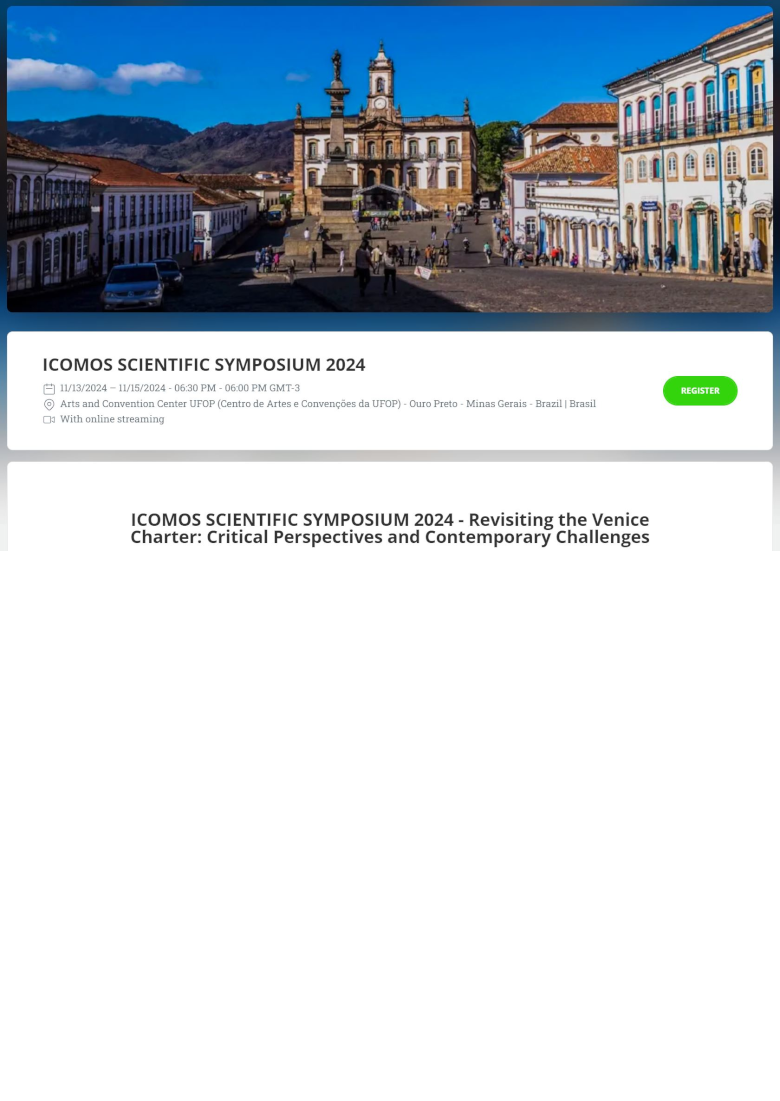 ICOMOS SCIENTIFIC SYMPOSIUM 2024
11/13/2024 – 11/15/2024 - 06:30 PM - 06:00 PM GMT-3
Arts and Convention Center UFOP (Centro de Artes e Convenções da UFOP) - Ouro Preto - Minas Gerais - Brazil | Brasil
With online streaming
REGISTER
ICOMOS SCIENTIFIC SYMPOSIUM 2024 - Revisiting the Venice
Charter: Critical Perspectives and Contemporary Challenges